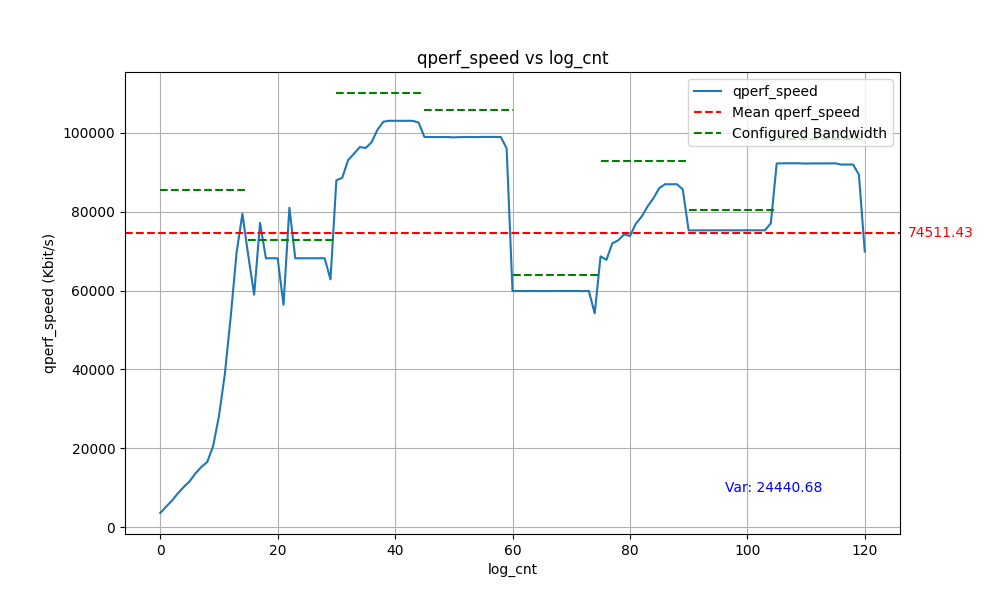 qperf_speed vs log_cnt
qperf_speed
Mean qperf_speed
Configured Bandwidth
qperf_speed (Kbit/s)
100000
80000
60000
40000
20000
0
74511.43
Var: 24440.68
0 20 40 60 80 100 120
log_cnt